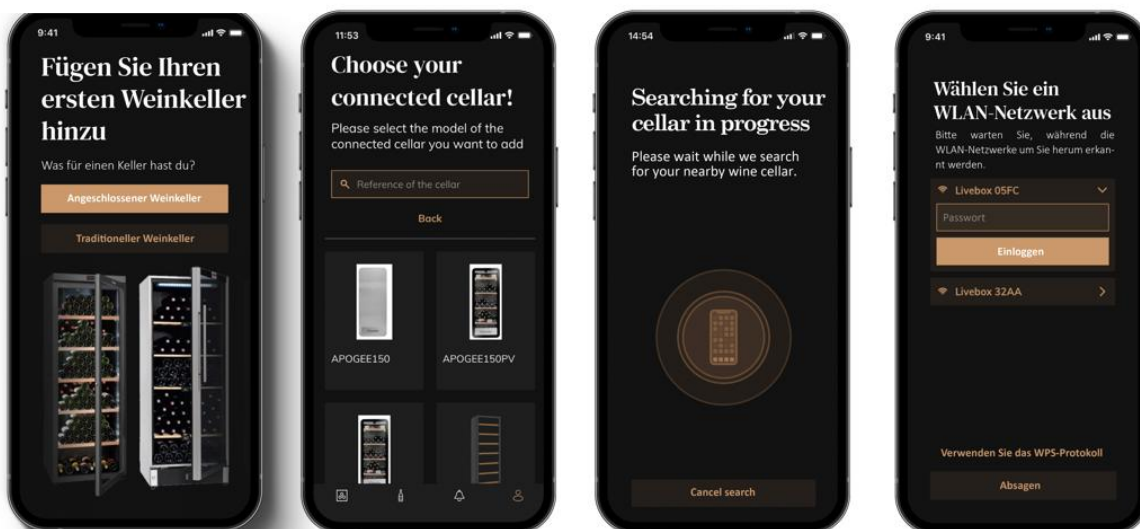 9:41
Fügen Sie Ihren
ersten Weinkeller
hinzu
Was für einen Keller hast du?
Angeschlossener Weinkeller
Traditioneller Weinkeller
11:53
Choose your
connected cellar!
Please select the model of the
connected cellar you want to add
Reference of the cellar
Back
APOGEE150
APOGEE150PV
14:54
Searching for your
cellar in progress
Please wait while we search
for your nearby wine cellar.
Cancel search
9:41
Wählen Sie ein
WLAN-Netzwerk aus
Bitte warten Sie, während die
WLAN-Netzwerke um Sie herum erkan-
nt werden.
Livebox 05FC
Passwort
Einloggen
Livebox 32AA
Verwenden Sie das WPS-Protokoll
Absagen